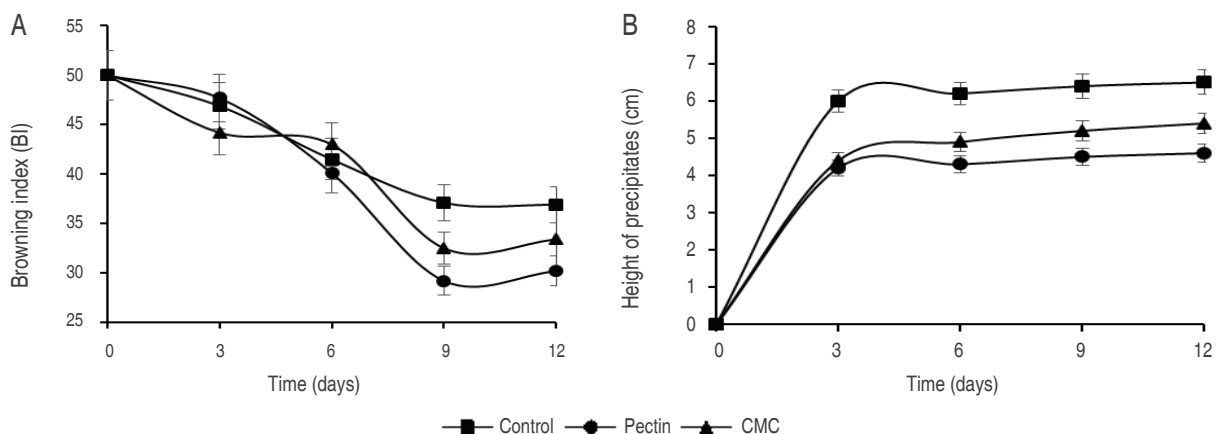 A
Browning index (BI)
55
50
45
40
35
30
25
0 3 6 9 12
Time (days)
B
Height of precipitates (cm)
8
7
6
5
4
3
2
1
0
0 3 6 9 12
Time (days)
Control Pectin CMC